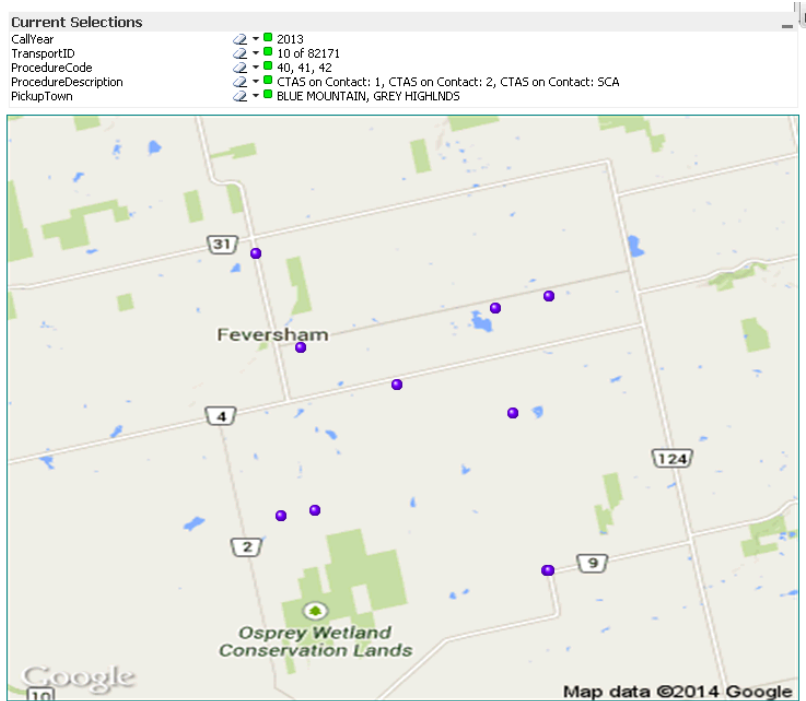 Current Selections
CallYear 2013
TransportID 10 of 82171
ProcedureCode 40, 41, 42
ProcedureDescription CTAS on Contact: 1, CTAS on Contact: 2, CTAS on Contact: SCA
PickupTown BLUE MOUNTAIN, GREY HIGHLNDS
31
Feversham
4
124
2
9
Osprey Wetland
Conservation Lands
Google
10
Map data ©2014 Google